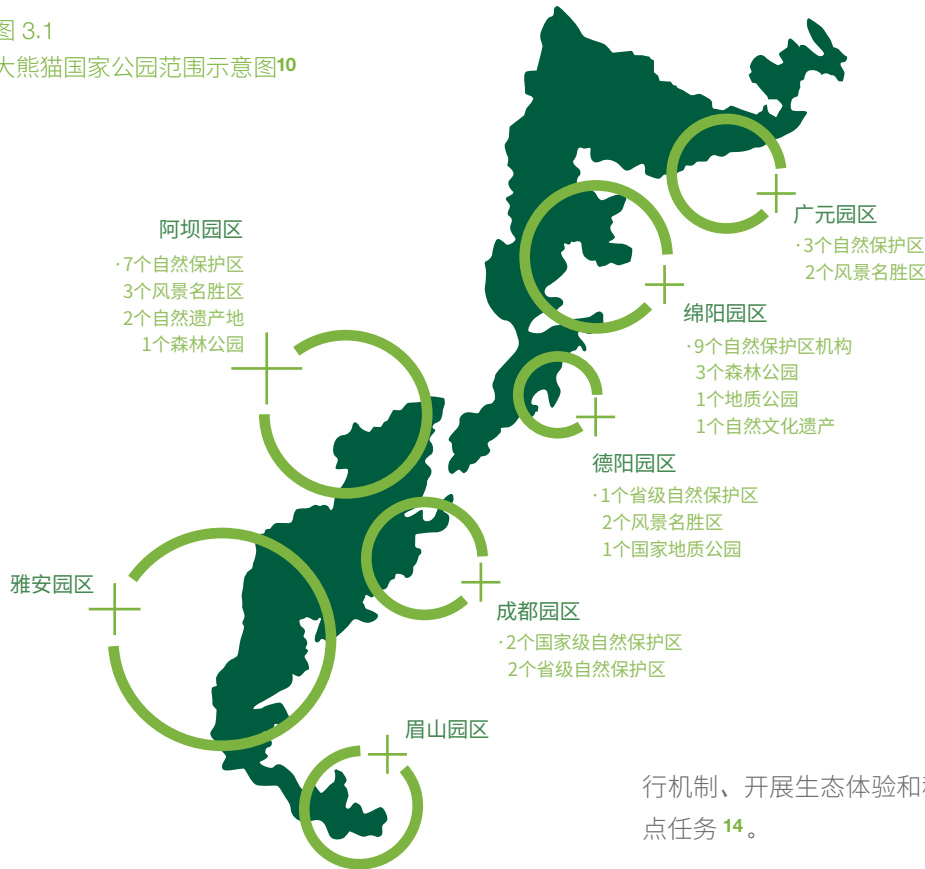 图 3.1
大熊猫国家公园范围示意图10
阿坝园区
·7个自然保护区
3个风景名胜区
2个自然遗产地
1个森林公园
广元园区
·3个自然保护区
2个风景名胜区
绵阳园区
·9个自然保护区机构
3个森林公园
1个地质公园
1个自然文化遗产
德阳园区
·1个省级自然保护区
2个风景名胜区
1个国家地质公园
雅安园区
成都园区
·2个国家级自然保护区
2个省级自然保护区
眉山园区
行机制、开展生态体验和
点任务 14。